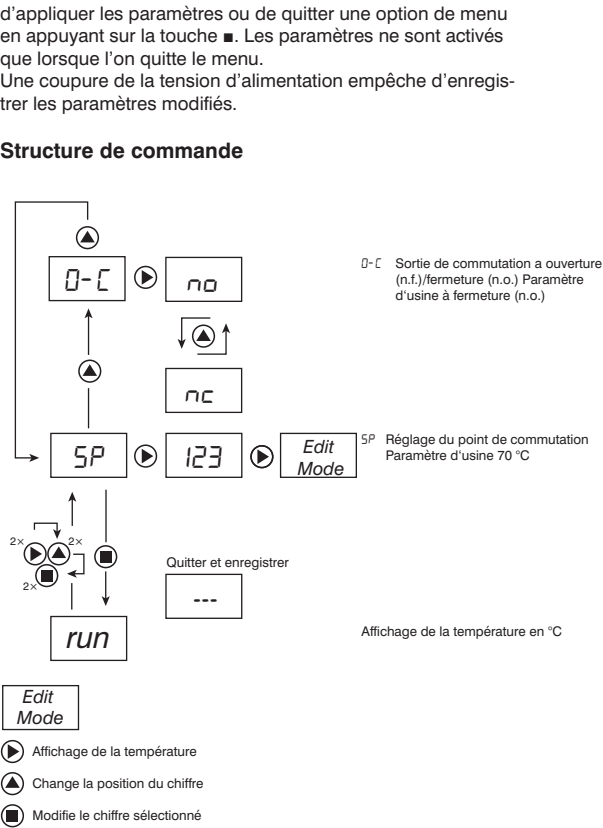 d'appliquer les paramètres ou de quitter une option de menu
en appuyant sur la touche ■. Les paramètres ne sont activés
que lorsque l'on quitte le menu.
Une coupure de la tension d'alimentation empêche d'enregis-
trer les paramètres modifiés.
Structure de commande
O-C
no
O-C Sortie de commutation a ouverture
(n.f.)/fermeture (n.o.) Paramètre
d'usine à fermeture (n.o.)
nc
SP
123
Edit
Mode
SP Réglage du point de commutation
Paramètre d'usine 70 °C
2×
2×
2×
Quitter et enregistrer
---
run
Affichage de la température en °C
Edit
Mode
Affichage de la température
Change la position du chiffre
Modifie le chiffre sélectionné